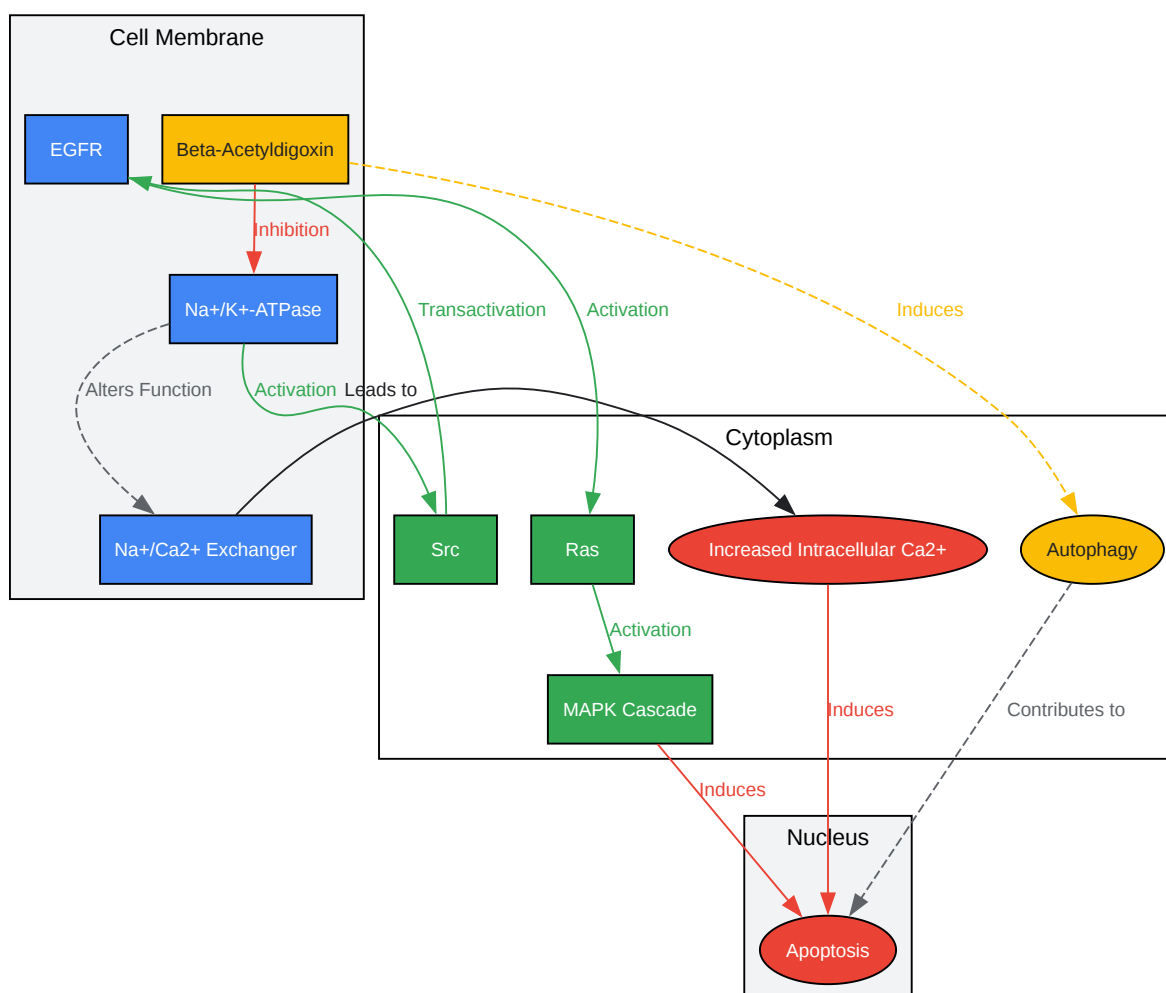 Cell Membrane
EGFR
Beta-Acetyldigoxin
Inhibition
Na+/K+-ATPase
Transactivation
Activation
Induces
Alters Function
Activation
Leads to
Cytoplasm
Na+/Ca2+ Exchanger
Src
Ras
Increased Intracellular Ca2+
Autophagy
Activation
MAPK Cascade
Induces
Contributes to
Induces
Nucleus
Apoptosis